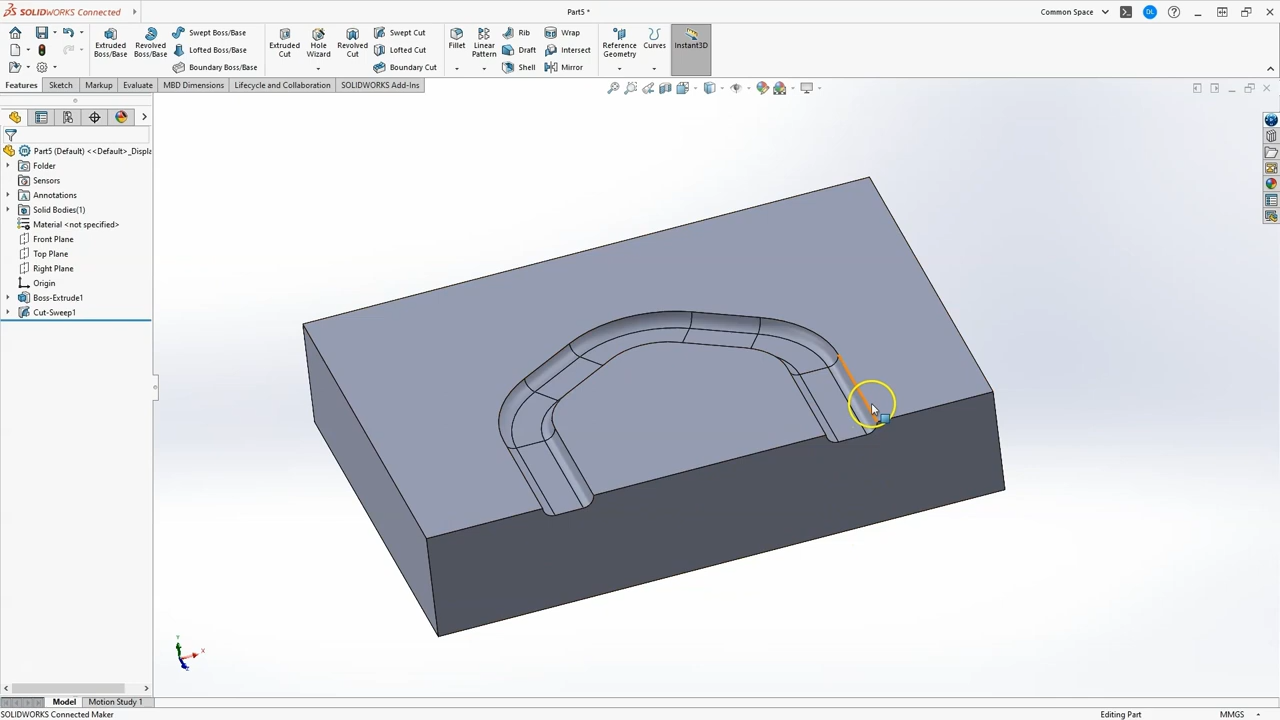 SOLIDWORKS Connected
Part5 *
Common Space
DL
Extruded Boss/Base
Revolved Boss/Base
Swept Boss/Base
Lofted Boss/Base
Boundary Boss/Base
Extruded Cut
Hole Wizard
Revolved Cut
Swept Cut
Lofted Cut
Boundary Cut
Fillet
Linear Pattern
Rib
Draft
Shell
Wrap
Intersect
Mirror
Reference Geometry
Curves
Instant3D
Features
Sketch
Markup
Evaluate
MBD Dimensions
Lifecycle and Collaboration
SOLIDWORKS Add-Ins
Part5 (Default) <<Default>_Displa
Folder
Sensors
Annotations
Solid Bodies(1)
Material <not specified>
Front Plane
Top Plane
Right Plane
Origin
Boss-Extrude1
Cut-Sweep1
Y
X
Z
Model
Motion Study 1
SOLIDWORKS Connected Maker
Editing Part
MMGS